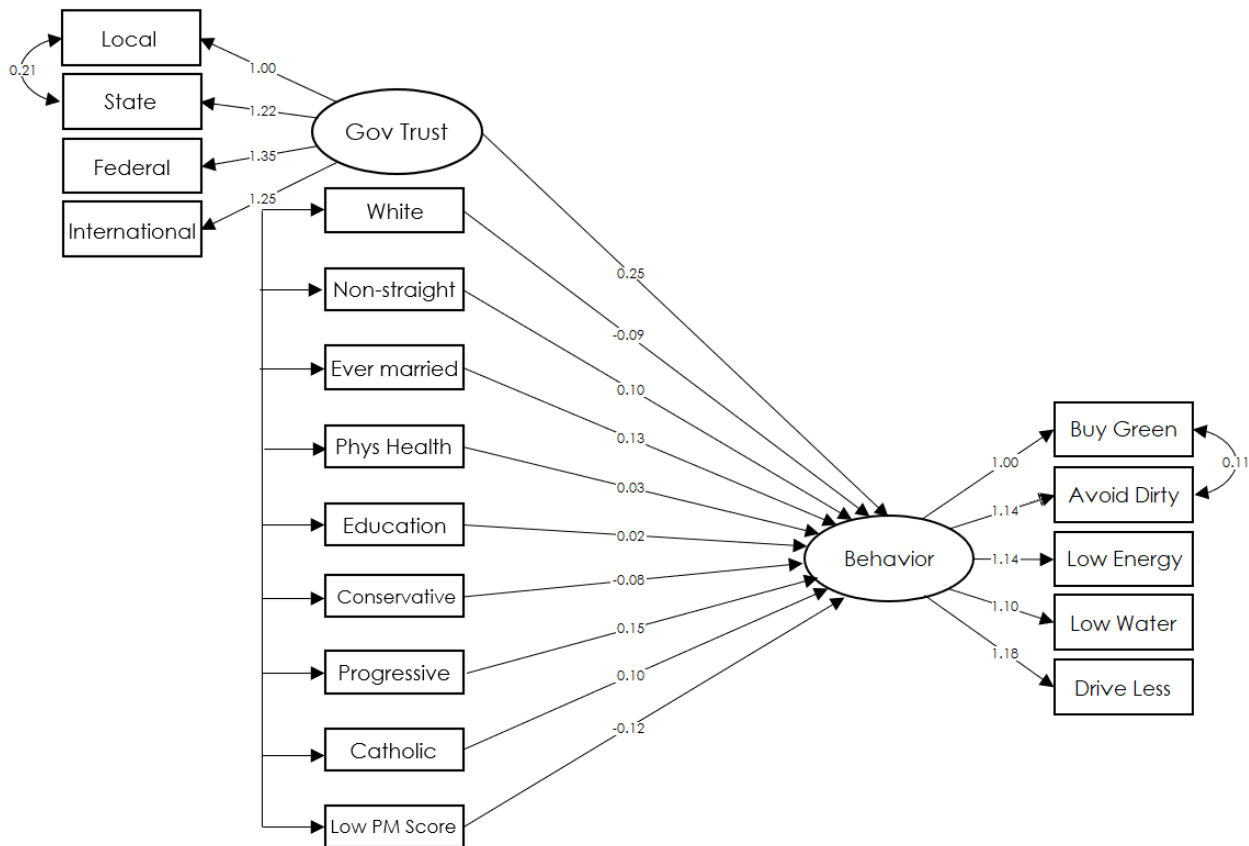 Local
0.21
1.00
State
1.22
Gov Trust
Federal
1.35
International
1.25
White
0.25
Non-straight
-0.09
Ever married
0.10
Phys Health
0.13
Education
0.03
Conservative
0.02
Progressive
-0.08
Catholic
0.15
Low PM Score
0.10
-0.12
Behavior
Buy Green
1.00
0.11
Avoid Dirty
1.14
Low Energy
1.14
Low Water
1.10
Drive Less
1.18